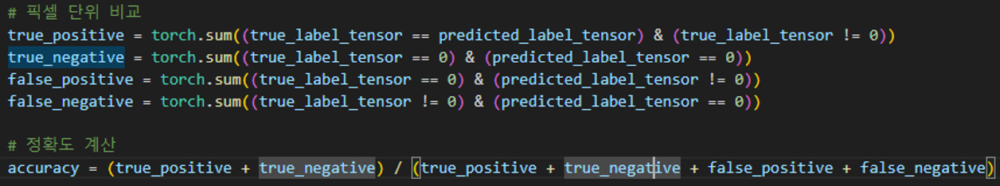 # 픽셀 단위 비교
true_positive = torch.sum((true_label_tensor == predicted_label_tensor) & (true_label_tensor != 0))
true_negative = torch.sum((true_label_tensor == 0) & (predicted_label_tensor == 0))
false_positive = torch.sum((true_label_tensor == 0) & (predicted_label_tensor != 0))
false_negative = torch.sum((true_label_tensor != 0) & (predicted_label_tensor == 0))
# 정확도 계산
accuracy = (true_positive + true_negative) / (true_positive + true_negative + false_positive + false_negative)